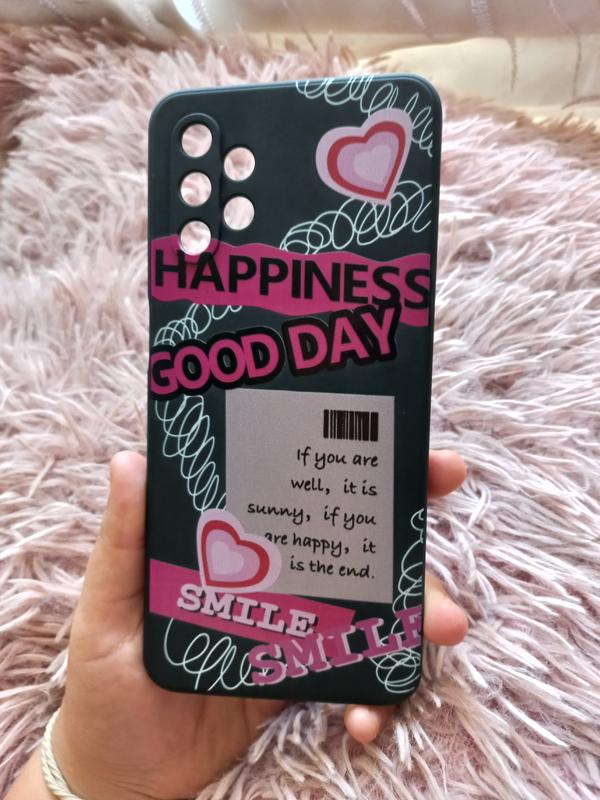 HAPPINESS
GOOD DAY
If you are
well, it is
sunny, if you
are happy, it
is the end.
SMILE
SMILE